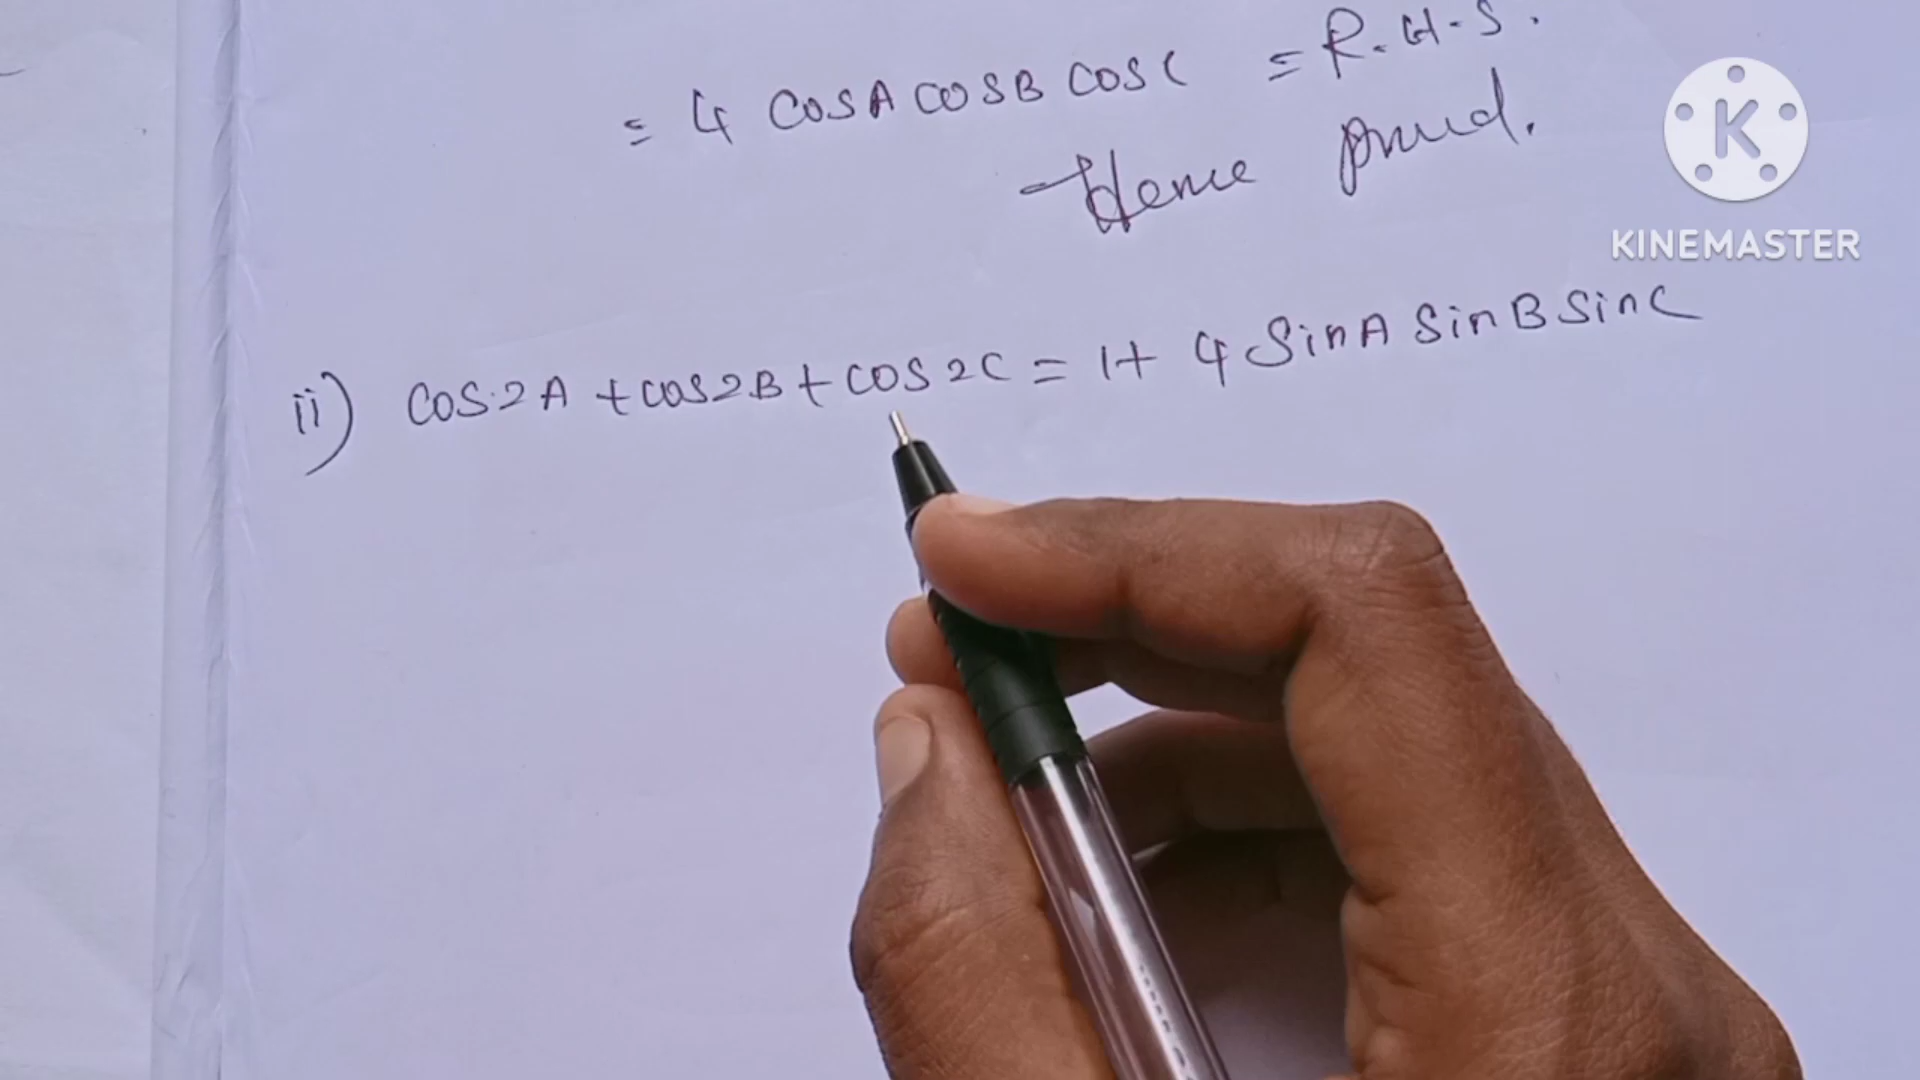 = 4 cosA cosB cosC = R.H.S.
Hence proved.
K
KINEMASTER
ii) cos2A + cos2B + cos2C = 1+ 4 SinA SinB SinC